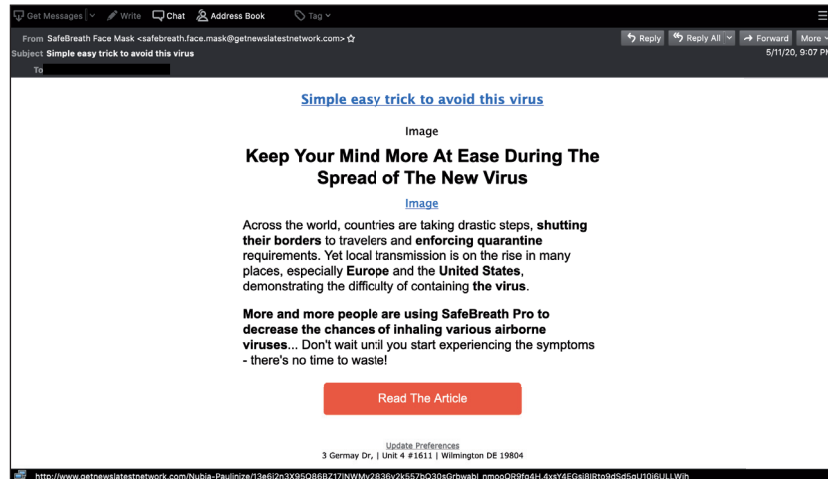 Get Messages Write Chat Address Book Tag
From SafeBreath Face Mask <safebreath.face.mask@getnewslatestnetwork.com> Reply Reply All Forward More
Subject Simple easy trick to avoid this virus 5/11/20, 9:07 PM
To
Simple easy trick to avoid this virus
Image
Keep Your Mind More At Ease During The
Spread of The New Virus
Image
Across the world, countries are taking drastic steps, shutting
their borders to travelers and enforcing quarantine
requirements. Yet local transmission is on the rise in many
places, especially Europe and the United States,
demonstrating the difficulty of containing the virus.
More and more people are using SafeBreath Pro to
decrease the chances of inhaling various airborne
viruses... Don't wait until you start experiencing the symptoms
- there's no time to waste!
Read The Article
Update Preferences
3 Germay Dr, | Unit 4 #1611 | Wilmington DE 19804